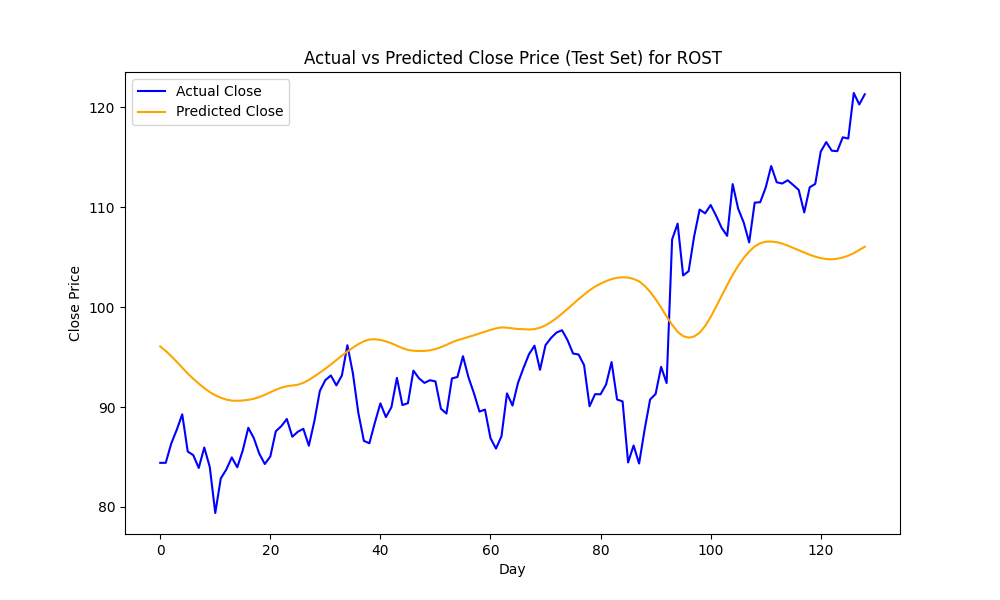 Actual vs Predicted Close Price (Test Set) for ROST
Actual Close
Predicted Close
Close Price
120
110
100
90
80
0 20 40 60 80 100 120
Day